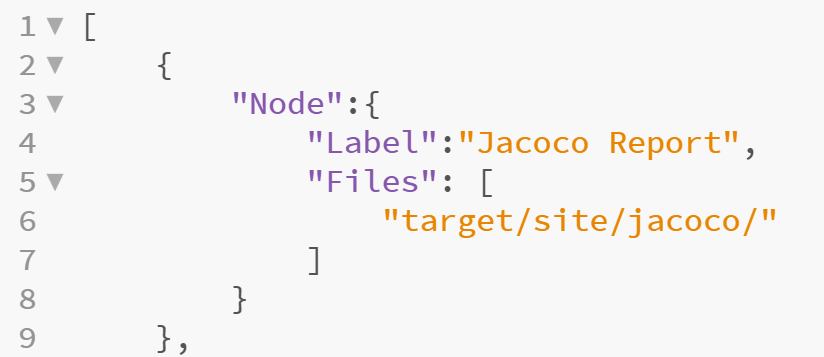 1 ▼ [
2 ▼     {
3 ▼         "Node":{
4                 "Label":"Jacoco Report",
5 ▼             "Files": [
6                     "target/site/jacoco/"
7                 ]
8             }
9         },